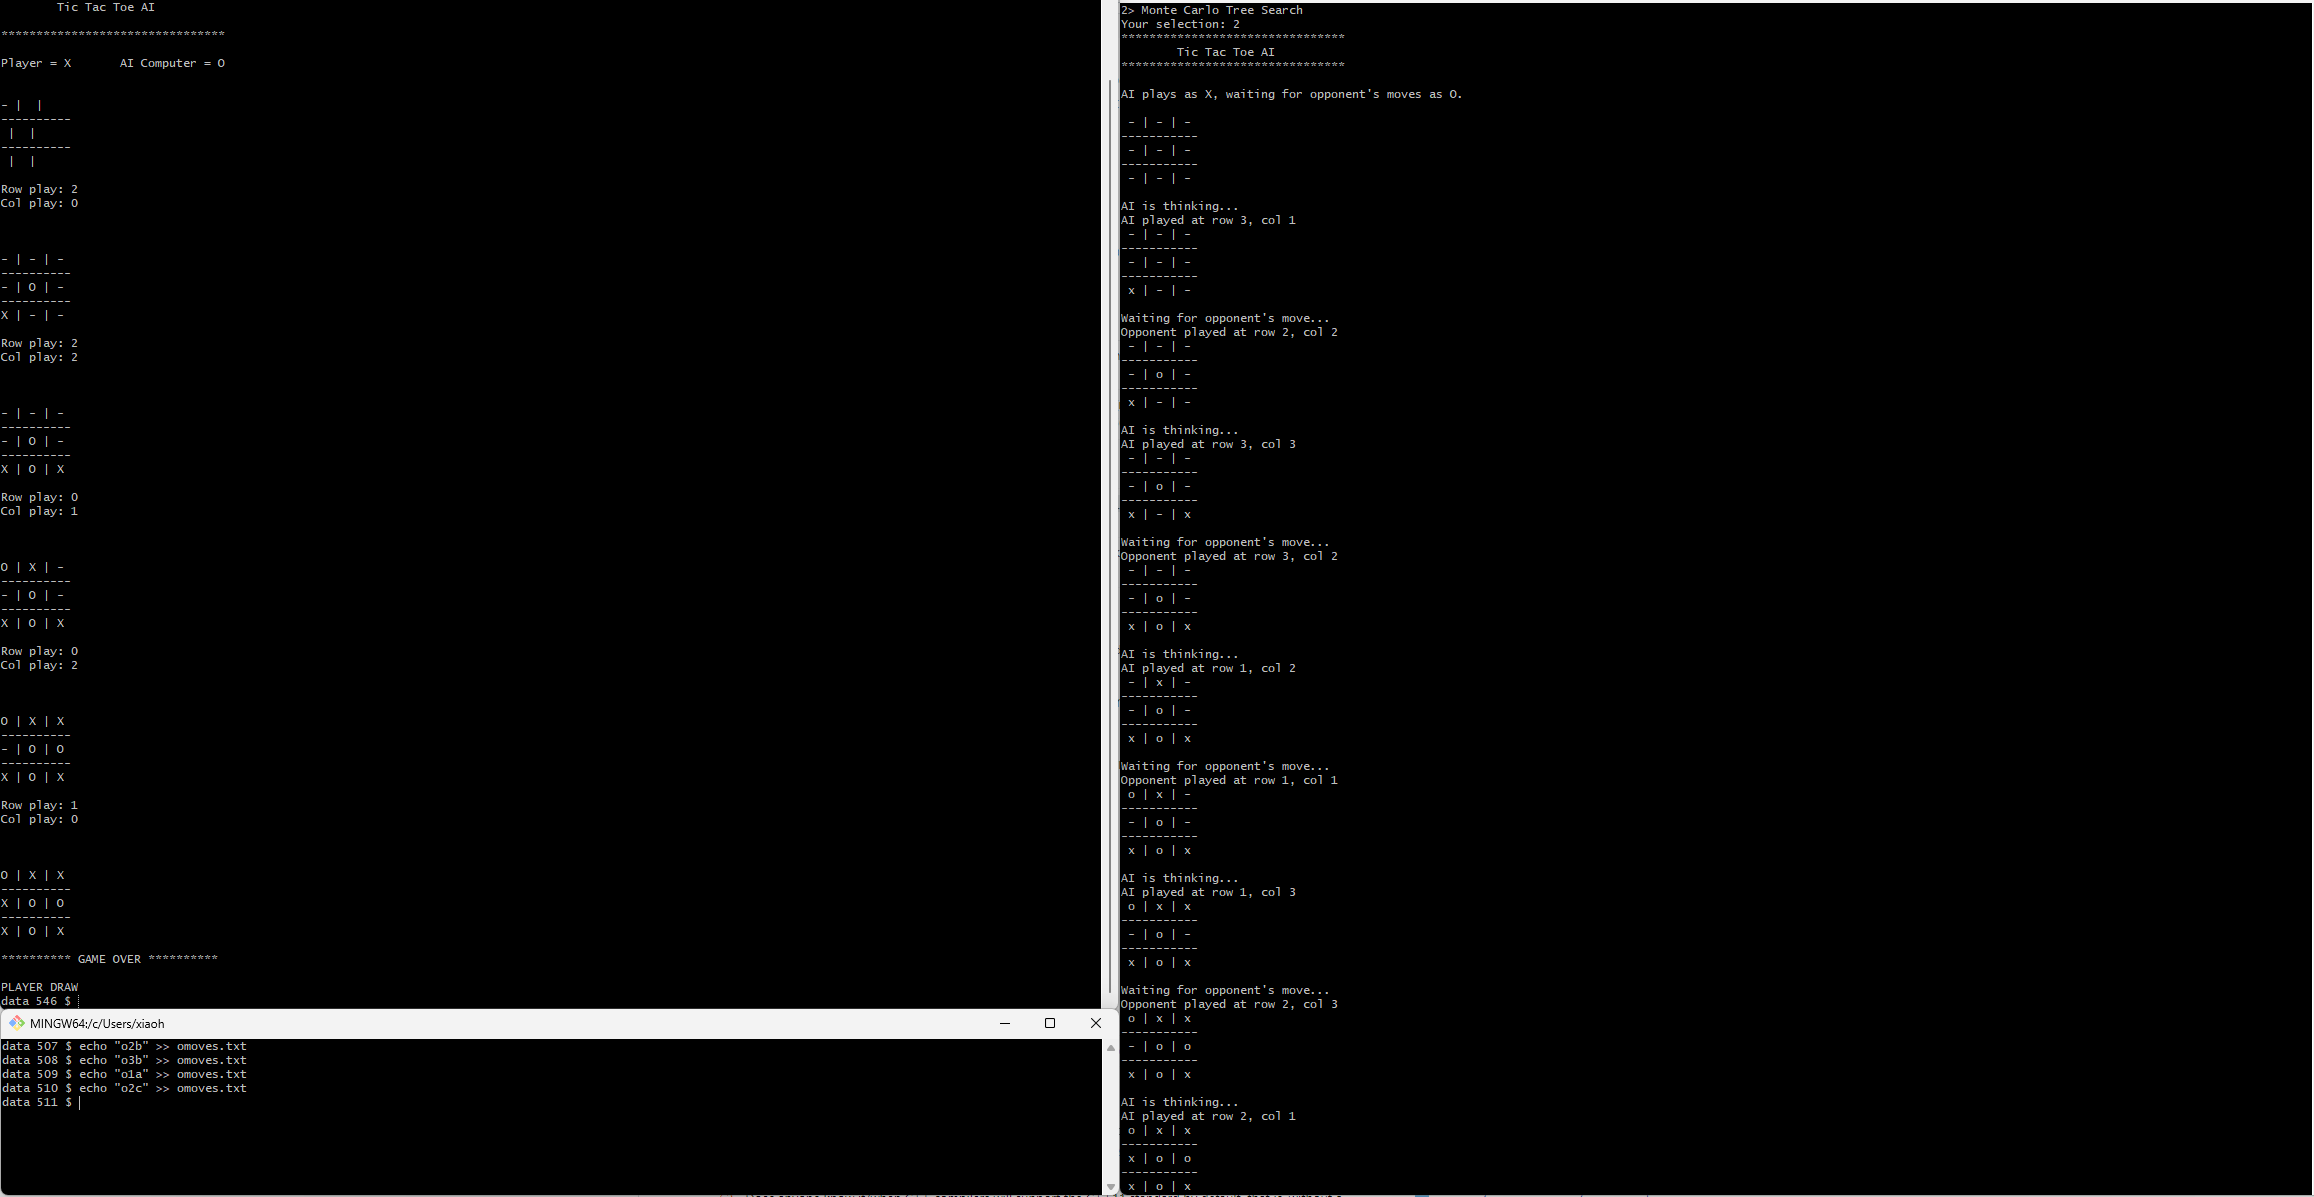 Tic Tac Toe AI
********************************
Player = X       AI Computer = O
- |  |
----------
 |  |
----------
 |  |
Row play: 2
Col play: 0
- | - | -
----------
- | O | -
----------
X | - | -
Row play: 2
Col play: 2
- | - | -
----------
- | O | -
----------
X | O | X
Row play: 0
Col play: 1
O | X | -
----------
- | O | -
----------
X | O | X
Row play: 0
Col play: 2
O | X | X
----------
- | O | O
----------
X | O | X
Row play: 1
Col play: 0
O | X | X
----------
X | O | O
----------
X | O | X
********** GAME OVER **********
PLAYER DRAW
data 546 $
MINGW64:/c/Users/xiaoh
data 507 $ echo "o2b" >> omoves.txt
data 508 $ echo "o3b" >> omoves.txt
data 509 $ echo "o1a" >> omoves.txt
data 510 $ echo "o2c" >> omoves.txt
data 511 $
2> Monte Carlo Tree Search
Your selection: 2
********************************
Tic Tac Toe AI
********************************
AI plays as X, waiting for opponent's moves as O.
- | - | -
-----------
- | - | -
-----------
- | - | -
AI is thinking...
AI played at row 3, col 1
- | - | -
-----------
- | - | -
-----------
x | - | -
Waiting for opponent's move...
Opponent played at row 2, col 2
- | - | -
-----------
- | o | -
-----------
x | - | -
AI is thinking...
AI played at row 3, col 3
- | - | -
-----------
- | o | -
-----------
x | - | x
Waiting for opponent's move...
Opponent played at row 3, col 2
- | - | -
-----------
- | o | -
-----------
x | o | x
AI is thinking...
AI played at row 1, col 2
- | x | -
-----------
- | o | -
-----------
x | o | x
Waiting for opponent's move...
Opponent played at row 1, col 1
o | x | -
-----------
- | o | -
-----------
x | o | x
AI is thinking...
AI played at row 1, col 3
o | x | x
-----------
- | o | -
-----------
x | o | x
Waiting for opponent's move...
Opponent played at row 2, col 3
o | x | x
-----------
- | o | o
-----------
x | o | x
AI is thinking...
AI played at row 2, col 1
o | x | x
-----------
x | o | o
-----------
x | o | x